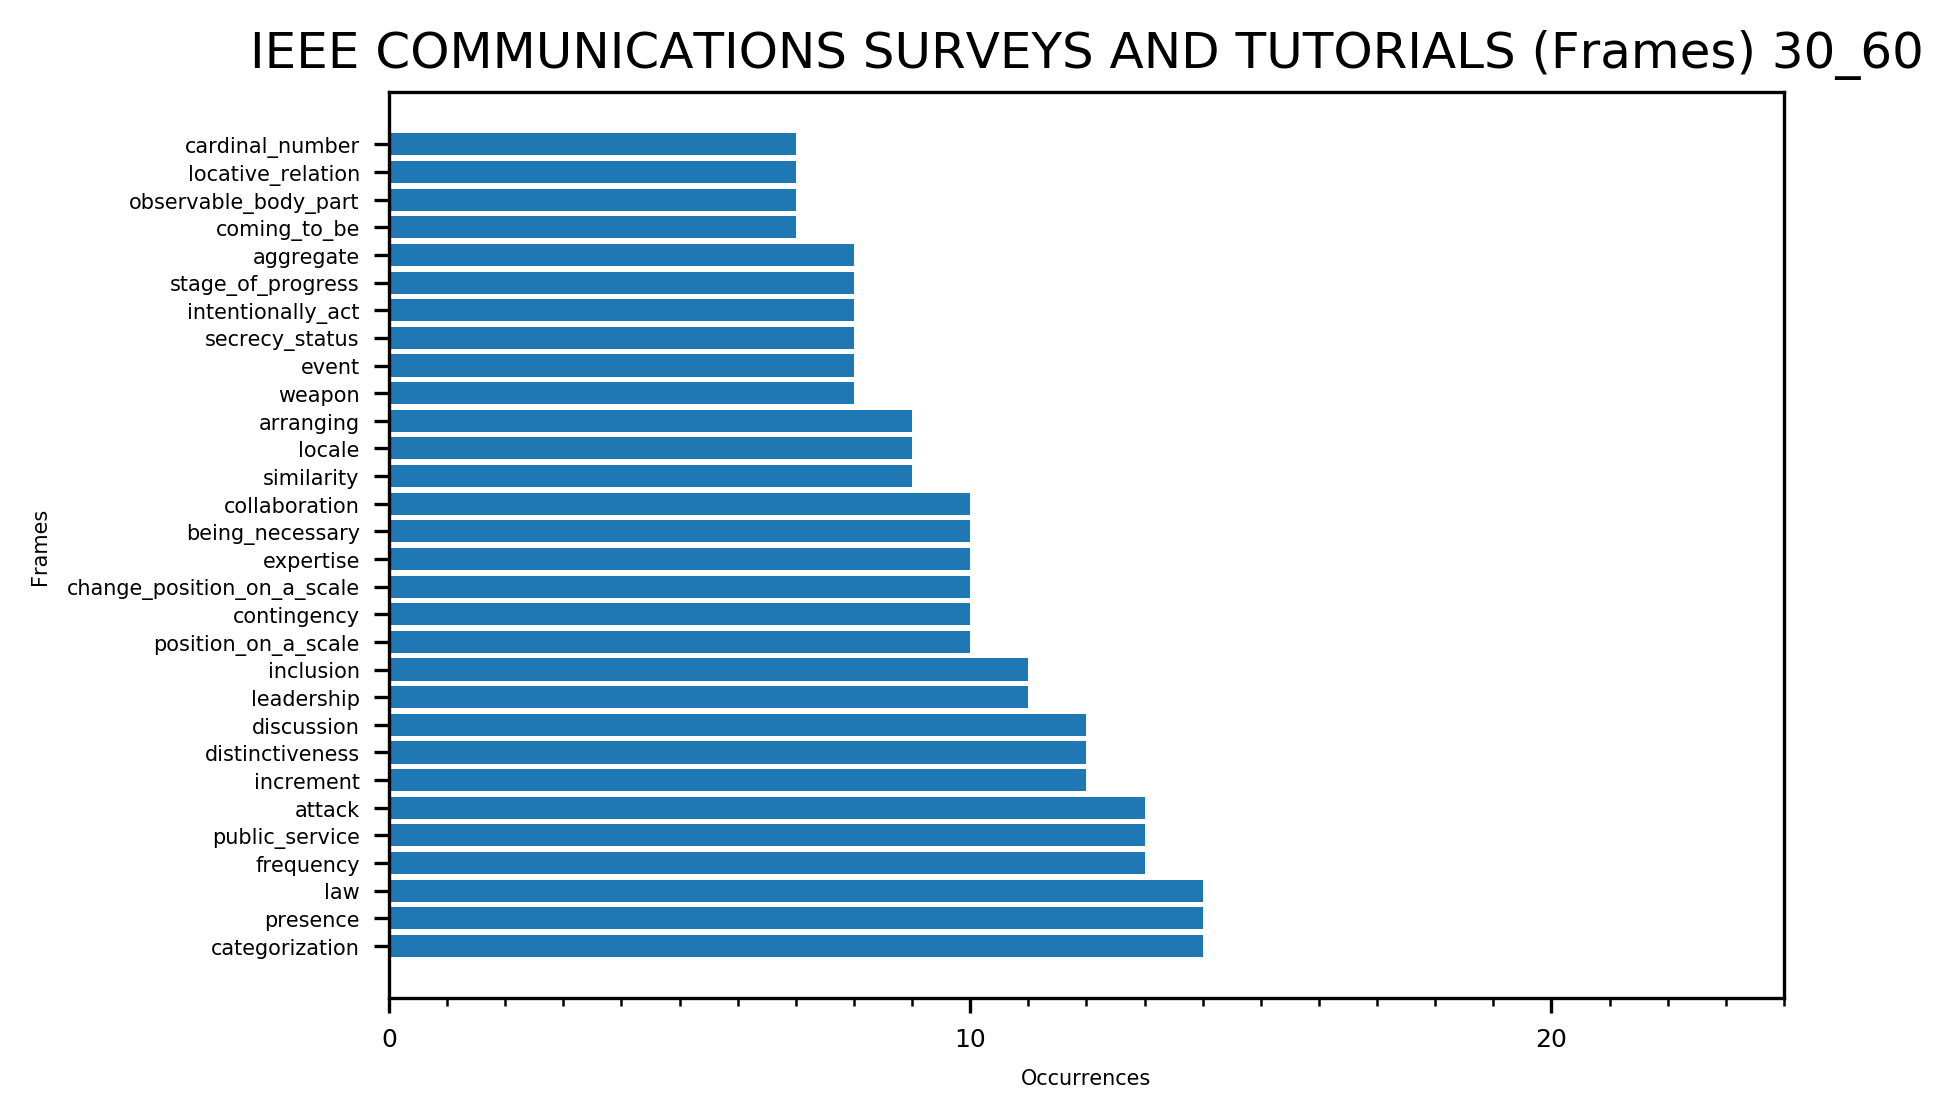 IEEE COMMUNICATIONS SURVEYS AND TUTORIALS (Frames) 30_60
cardinal_number
locative_relation
observable_body_part
coming_to_be
aggregate
stage_of_progress
intentionally_act
secrecy_status
event
weapon
arranging
locale
similarity
collaboration
being_necessary
expertise
change_position_on_a_scale
contingency
position_on_a_scale
inclusion
leadership
discussion
distinctiveness
increment
attack
public_service
frequency
law
presence
categorization
Frames
0 10 20
Occurrences